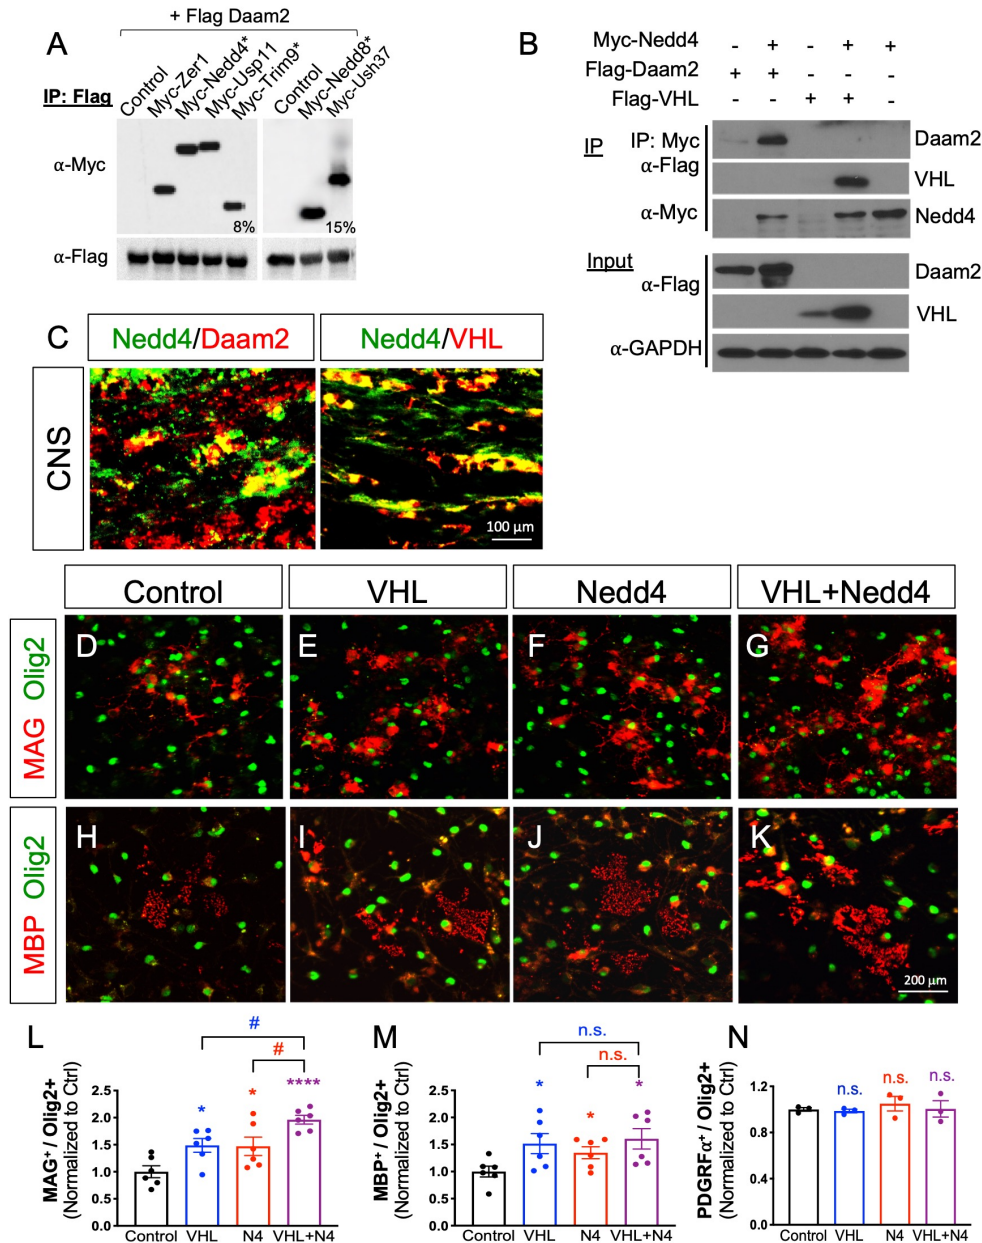 A
+ Flag Daam2
IP: Flag
Control
Myc-Zer1
Myc-Nedd4*
Myc-Usp11
Myc-Trim9*
Control
Myc-Nedd8*
Myc-Ush37
α-Myc
8%
15%
α-Flag
B
Myc-Nedd4 - + - + +
Flag-Daam2 + + - - -
Flag-VHL - - + + -
IP
IP: Myc
α-Flag
Daam2
VHL
α-Myc
Nedd4
Input
α-Flag
Daam2
VHL
α-GAPDH
C
Nedd4/Daam2
Nedd4/VHL
CNS
100 µm
Control
VHL
Nedd4
VHL+Nedd4
MAG Olig2
D
E
F
G
MBP Olig2
H
I
J
K
200 µm
L
MAG⁺ / Olig2+
(Normalized to Ctrl)
2.5
2.0
1.5
1.0
0.5
0.0
#
#
*
*
****
Control VHL N4 VHL+N4
M
MBP⁺ / Olig2+
(Normalized to Ctrl)
2.5
2.0
1.5
1.0
0.5
0.0
n.s.
n.s.
*
*
*
Control VHL N4 VHL+N4
N
PDGRFα⁺ / Olig2+
(Normalized to Ctrl)
1.2
0.8
0.4
0.0
n.s.
n.s.
n.s.
Control VHL N4 VHL+N4